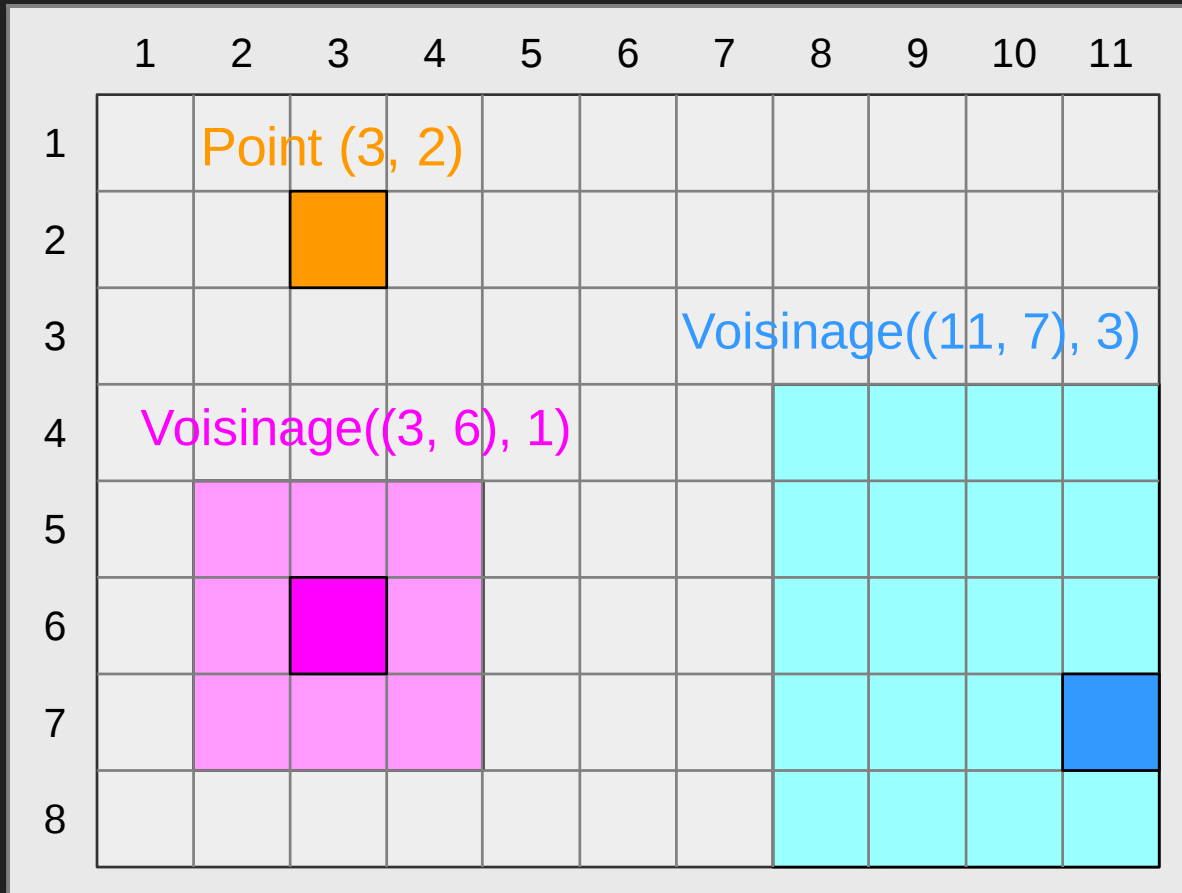 1 2 3 4 5 6 7 8 9 10 11
1
Point (3, 2)
2
3
Voisinage((11, 7), 3)
4
Voisinage((3, 6), 1)
5
6
7
8